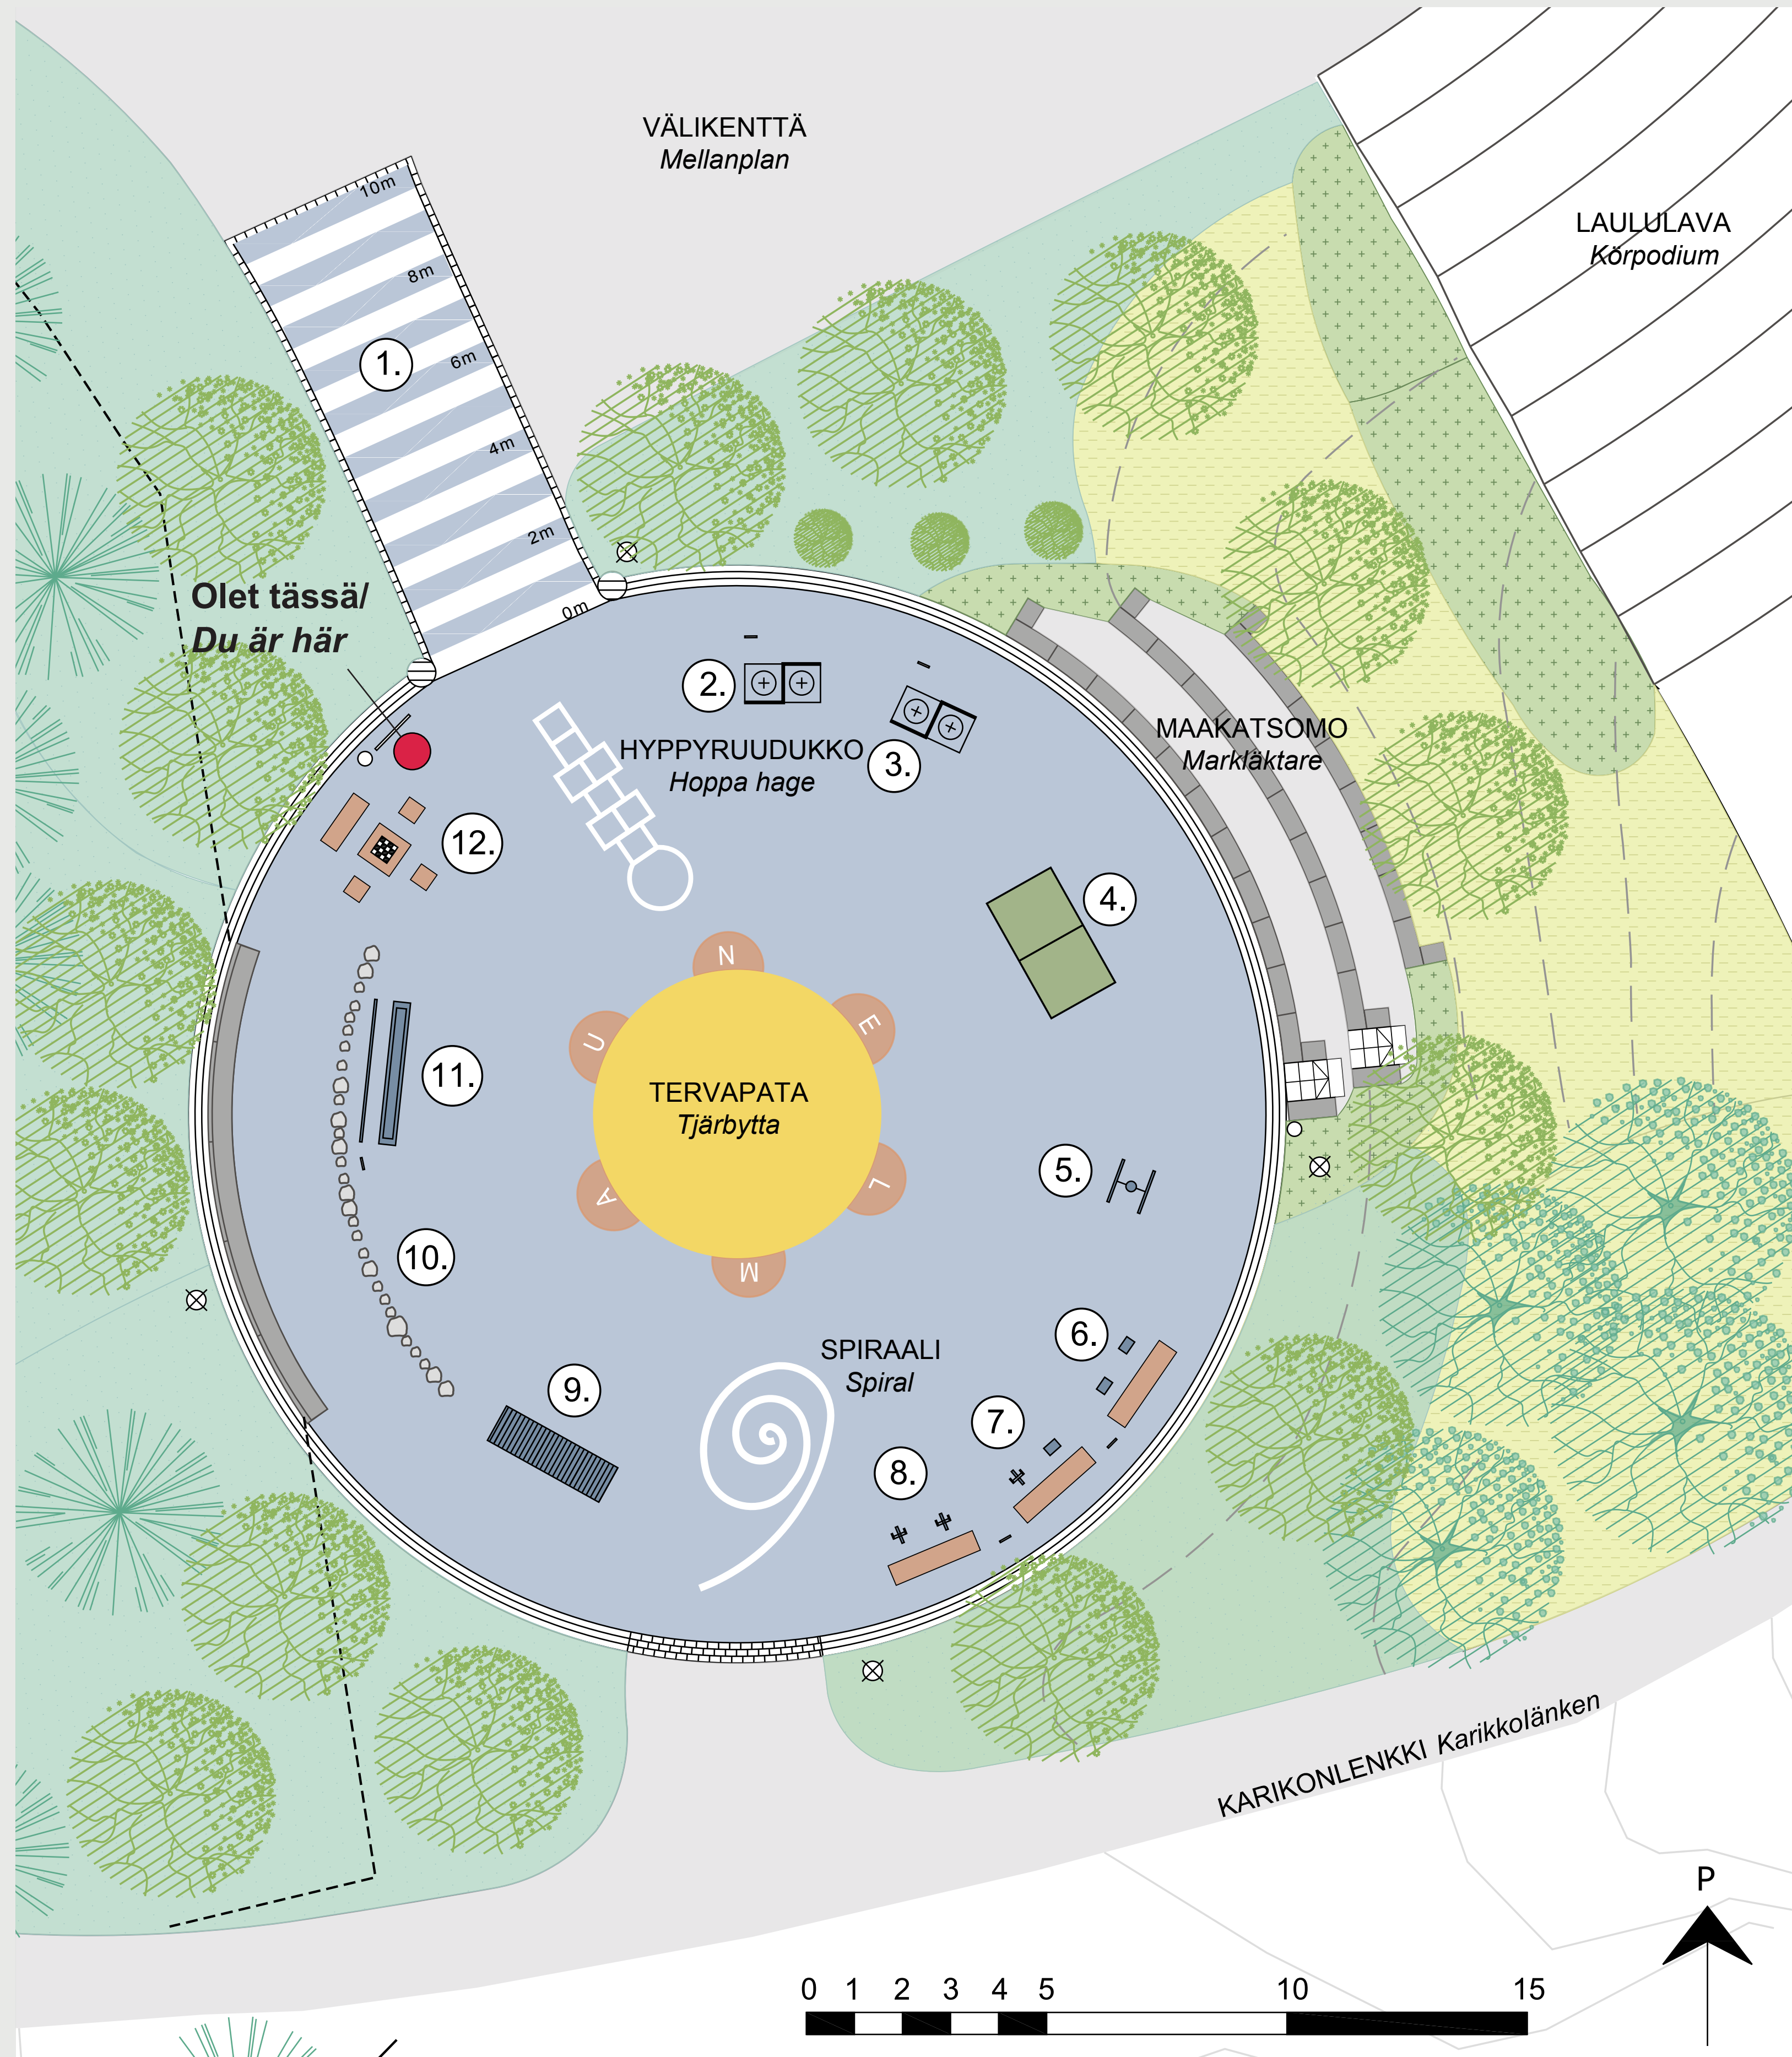 VÄLIKENTTÄ
Mellanplan
LAULULAVA
Körpodium
10m
8m
1.
6m
4m
2m
0m
Olet tässä/
Du är här
2.
HYPPYRUUDUKKO
Hoppa hage
3.
MAAKATSOMO
Markläktare
12.
4.
N
E
U
TERVAPATA
Tjärbytta
11.
5.
L
A
M
10.
6.
SPIRAALI
Spiral
9.
7.
8.
KARIKONLENKKI Karikkolänken
P
0 1 2 3 4 5 10 15